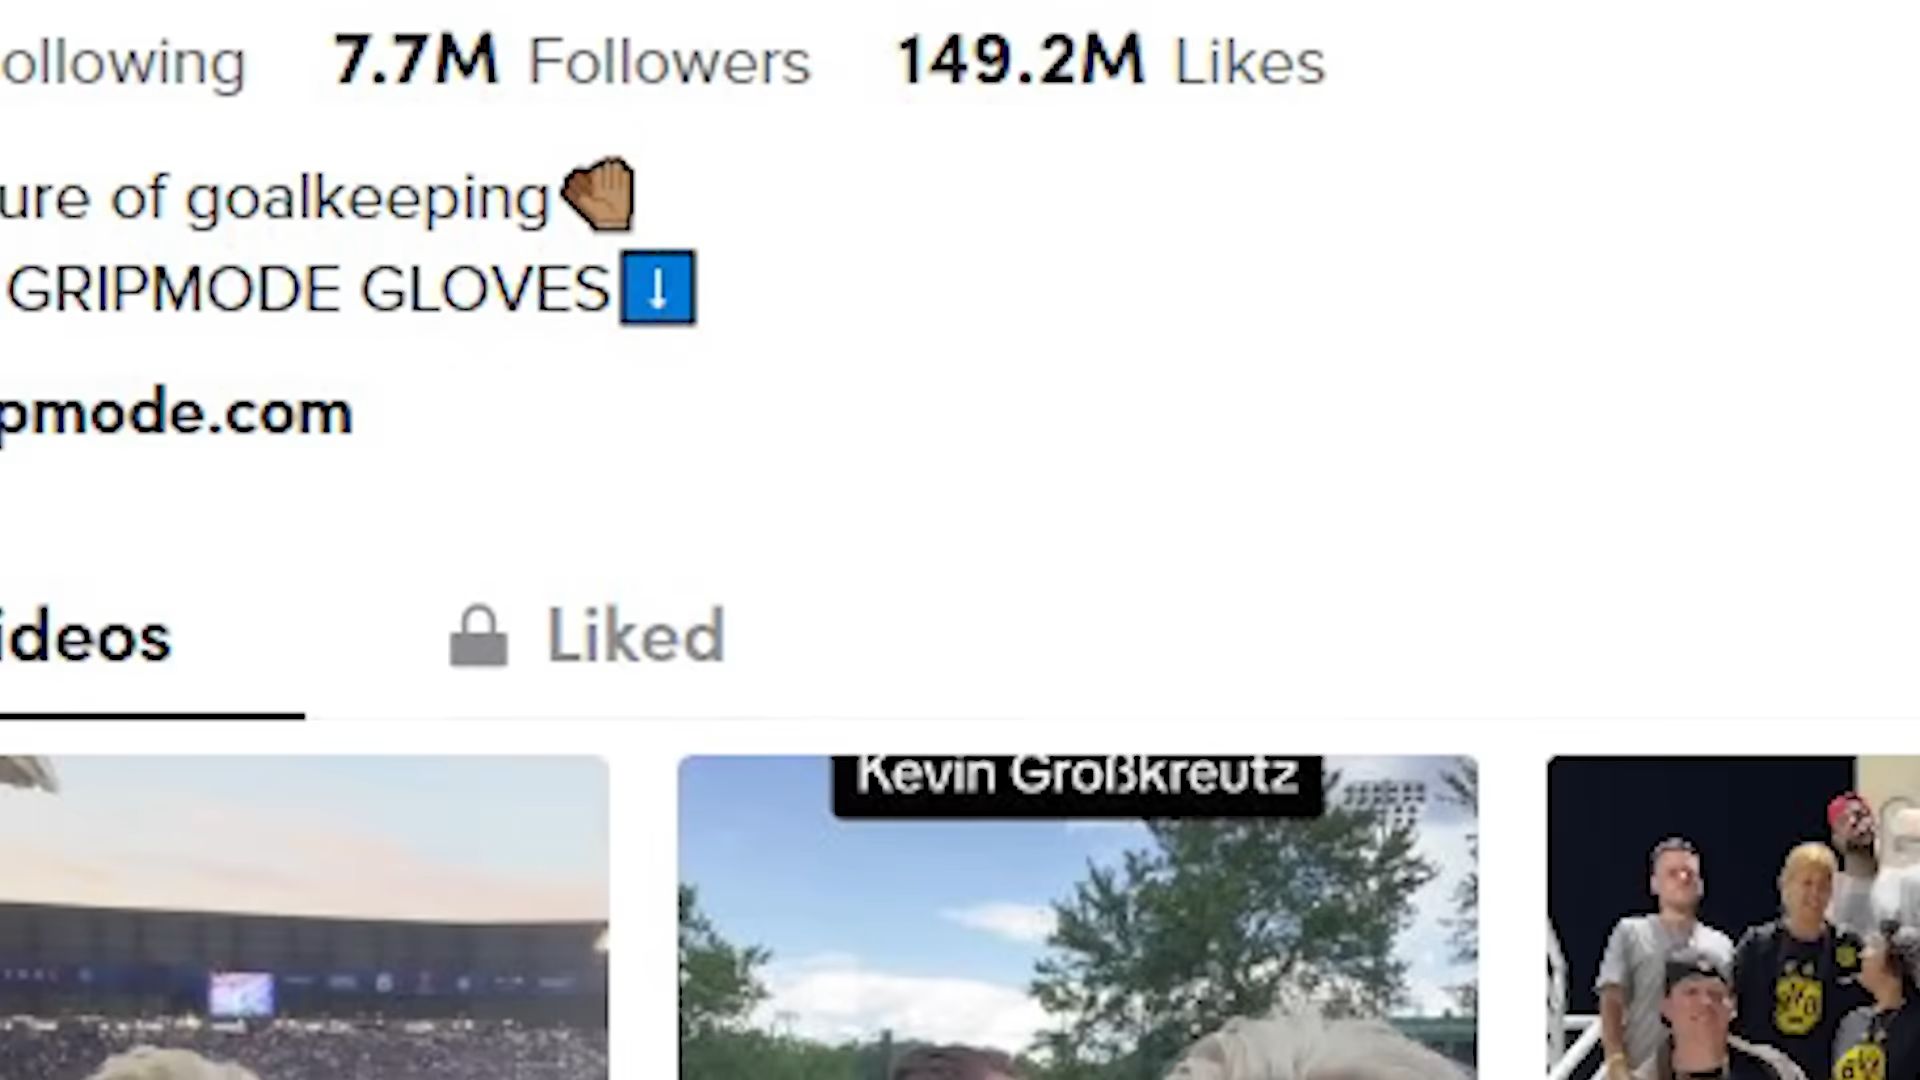 ollowing 7.7M Followers 149.2M Likes
ure of goalkeeping
GRIPMODE GLOVES
pmode.com
ideos Liked
Kevin Großkreutz